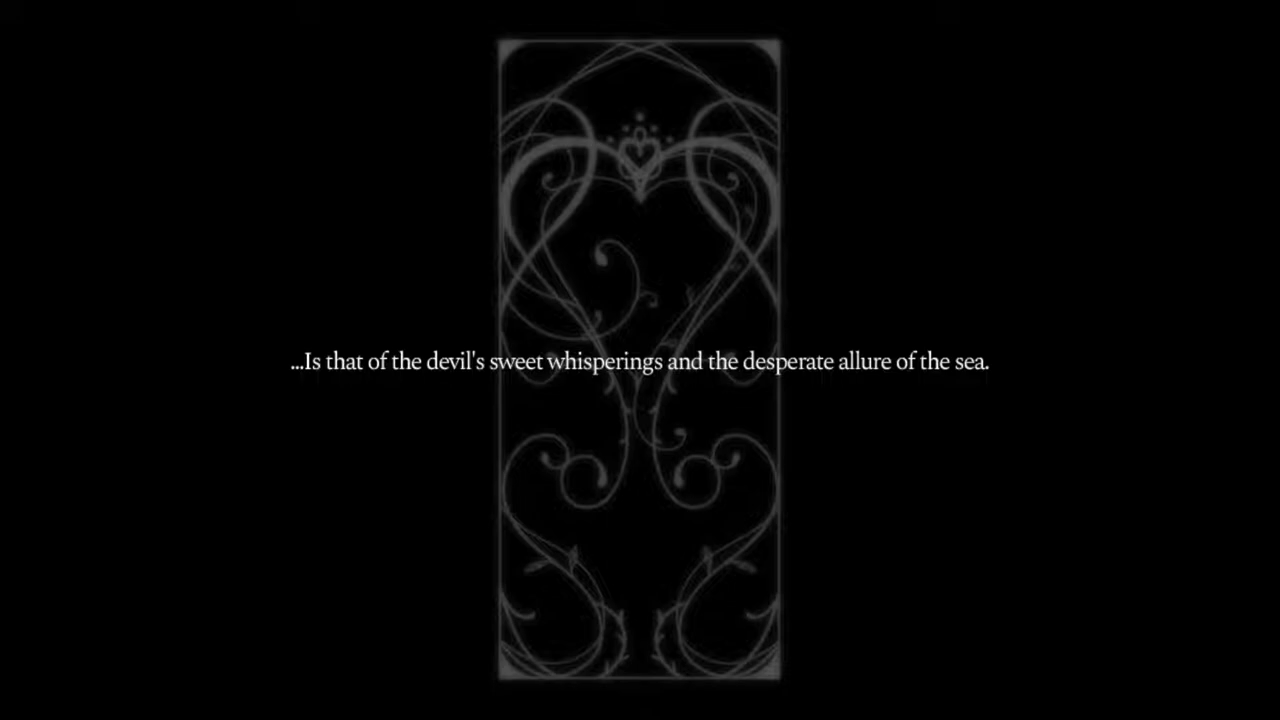 ...Is that of the devil's sweet whisperings and the desperate allure of the sea.